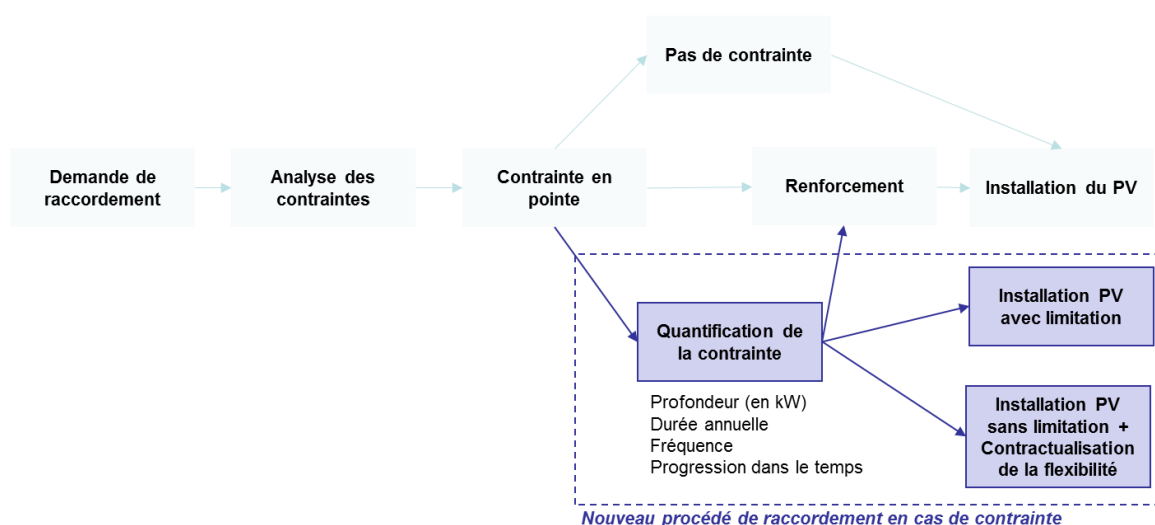 Pas de contrainte
Demande de
raccordement
Analyse des
contraintes
Contrainte en
pointe
Renforcement
Installation du PV
Installation PV
avec limitation
Quantification de
la contrainte
Profondeur (en kW)
Durée annuelle
Fréquence
Progression dans le temps
Installation PV
sans limitation +
Contractualisation
de la flexibilité
Nouveau procédé de raccordement en cas de contrainte